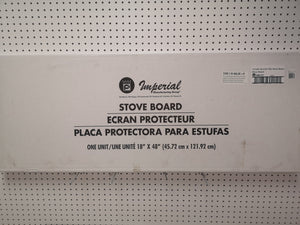 Imperial
STOVE BOARD
ECRAN PROTECTEUR
PLACA PROTECTORA PARA ESTUFAS
ONE UNIT/UNE UNITÉ 18" X 48" (45.72 cm x 121.92 cm)